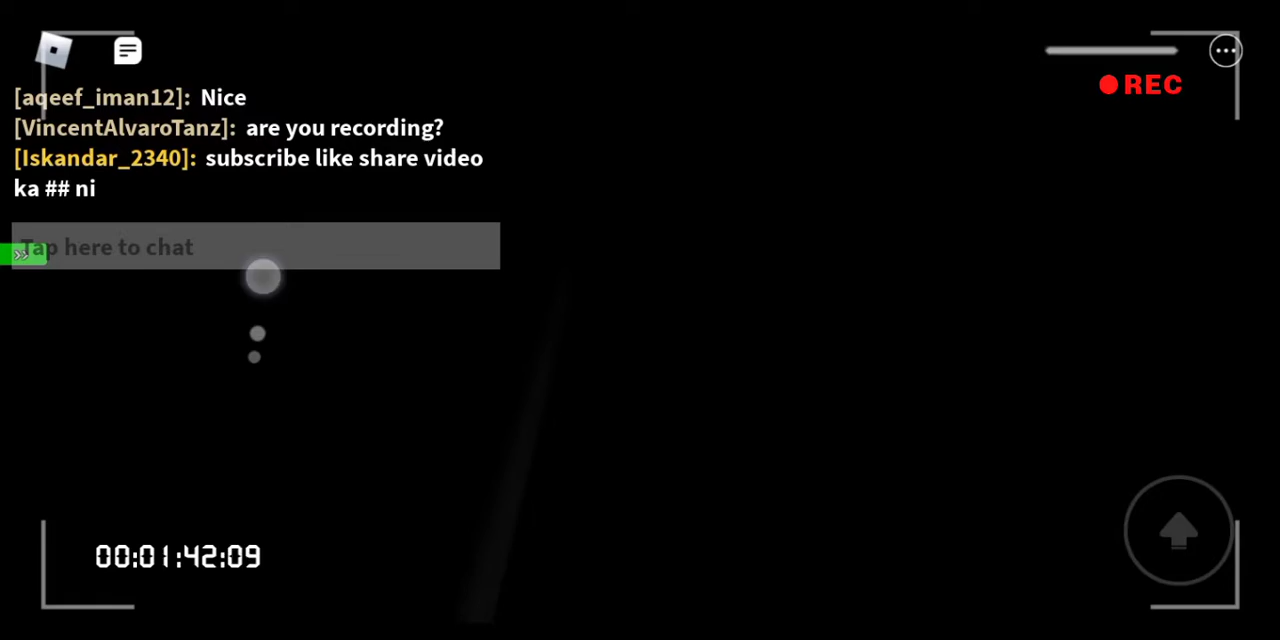 [aqeef_iman12]: Nice
REC
[VincentAlvaroTanz]: are you recording?
[Iskandar_2340]: subscribe like share video
ka ## ni
Tap here to chat
00:01:42:09